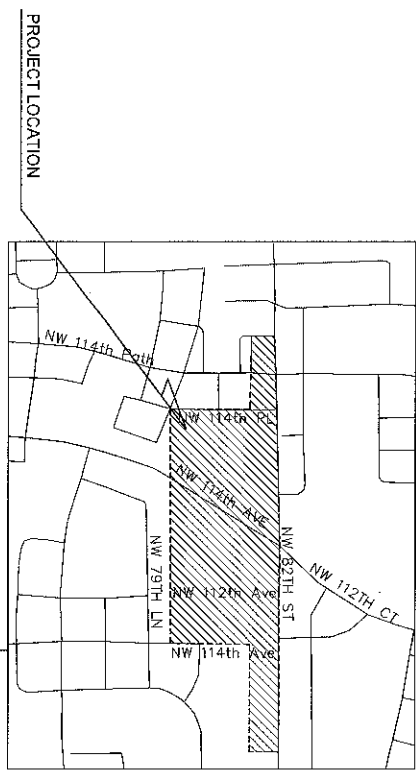 PROJECT LOCATION
NW 114th Path
NW 114th PL
NW 114th AVE
NW 82TH ST
NW 112TH CT
NW 79TH LN
NW 112th Ave
NW 114th Ave